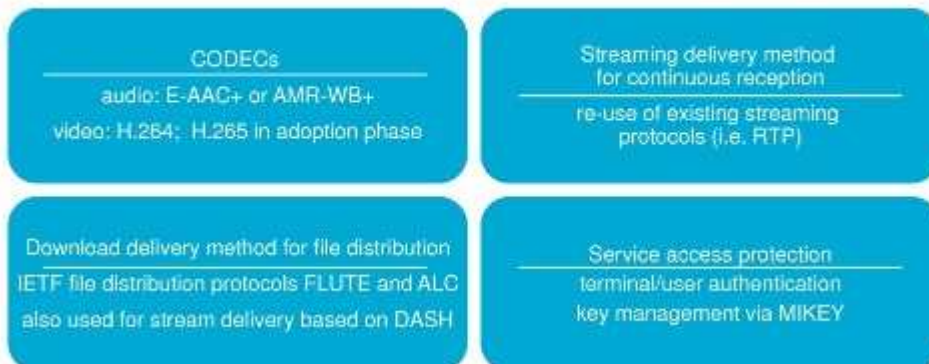 CODECs
audio: E-AAC+ or AMR-WB+
video: H.264; H.265 in adoption phase
Streaming delivery method
for continuous reception
re-use of existing streaming
protocols (i.e. RTP)
Download delivery method for file distribution
IETF file distribution protocols FLUTE and ALC
also used for stream delivery based on DASH
Service access protection
terminal/user authentication
key management via MIKEY